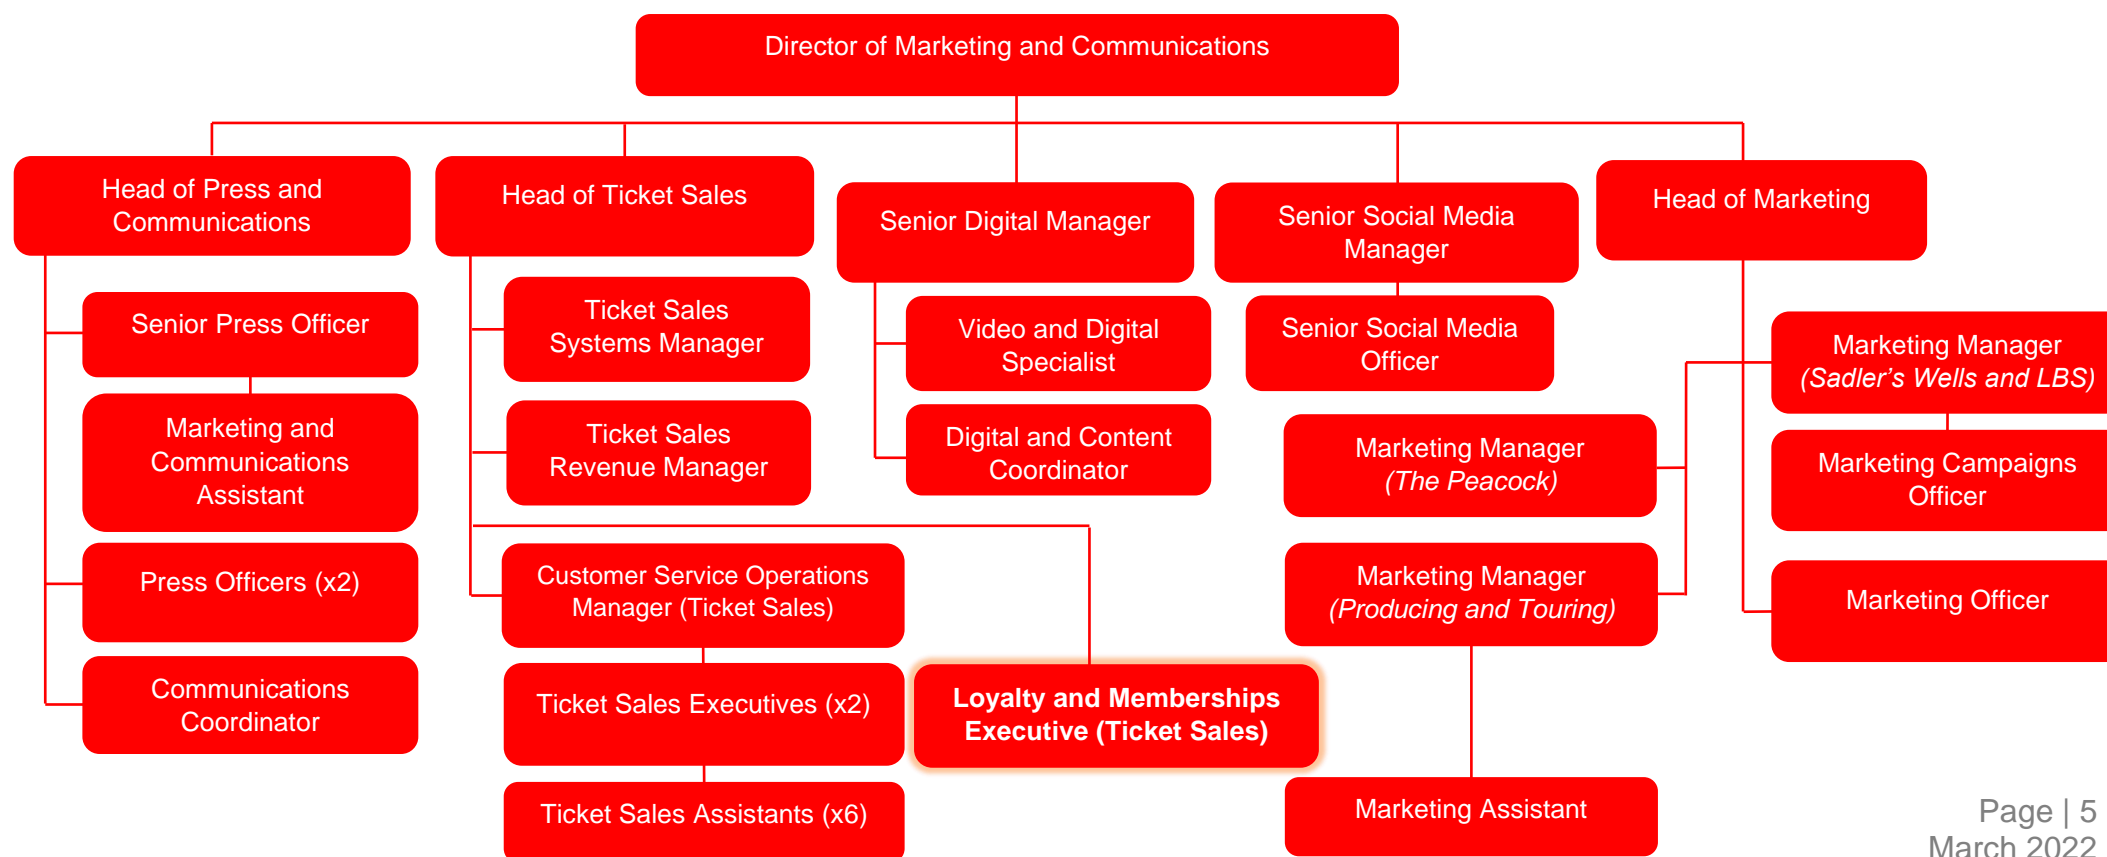 Director of Marketing and Communications
Head of Press and
Communications
Head of Ticket Sales
Senior Digital Manager
Senior Social Media
Manager
Head of Marketing
Senior Press Officer
Marketing and
Communications
Assistant
Press Officers (x2)
Communications
Coordinator
Ticket Sales
Systems Manager
Ticket Sales
Revenue Manager
Customer Service Operations
Manager (Ticket Sales)
Ticket Sales Executives (x2)
Ticket Sales Assistants (x6)
Loyalty and Memberships
Executive (Ticket Sales)
Video and Digital
Specialist
Digital and Content
Coordinator
Senior Social Media
Officer
Marketing Manager
(The Peacock)
Marketing Manager
(Producing and Touring)
Marketing Assistant
Marketing Manager
(Sadler’s Wells and LBS)
Marketing Campaigns
Officer
Marketing Officer
Page | 5
March 2022